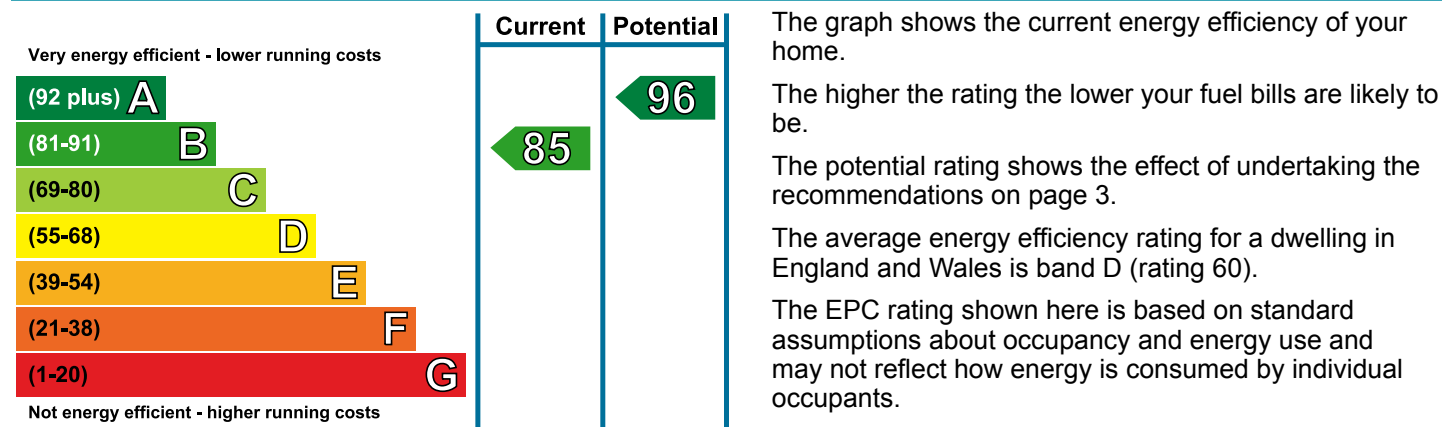 Current Potential
Very energy efficient - lower running costs
(92 plus) A
96
(81-91) B
85
(69-80) C
(55-68) D
(39-54) E
(21-38) F
(1-20) G
Not energy efficient - higher running costs
The graph shows the current energy efficiency of your
home.
The higher the rating the lower your fuel bills are likely to
be.
The potential rating shows the effect of undertaking the
recommendations on page 3.
The average energy efficiency rating for a dwelling in
England and Wales is band D (rating 60).
The EPC rating shown here is based on standard
assumptions about occupancy and energy use and
may not reflect how energy is consumed by individual
occupants.